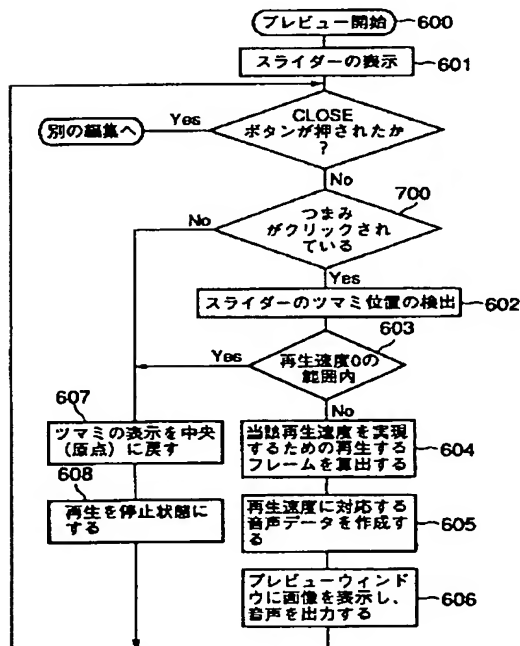 プレビュー開始
600
スライダーの表示
601
CLOSE
ボタンが押されたか
?
Yes
別の編集へ
No
700
つまみ
がクリックされ
ている
No
Yes
スライダーのツマミ位置の検出
602
603
再生速度0の
範囲内
Yes
No
607
ツマミの表示を中央
(原点)に戻す
608
再生を停止状態に
する
当該再生速度を実現
するための再生する
フレームを算出する
604
再生速度に対応する
音声データを作成す
る
605
プレビューウィンド
ウに画像を表示し、
音声を出力する
606